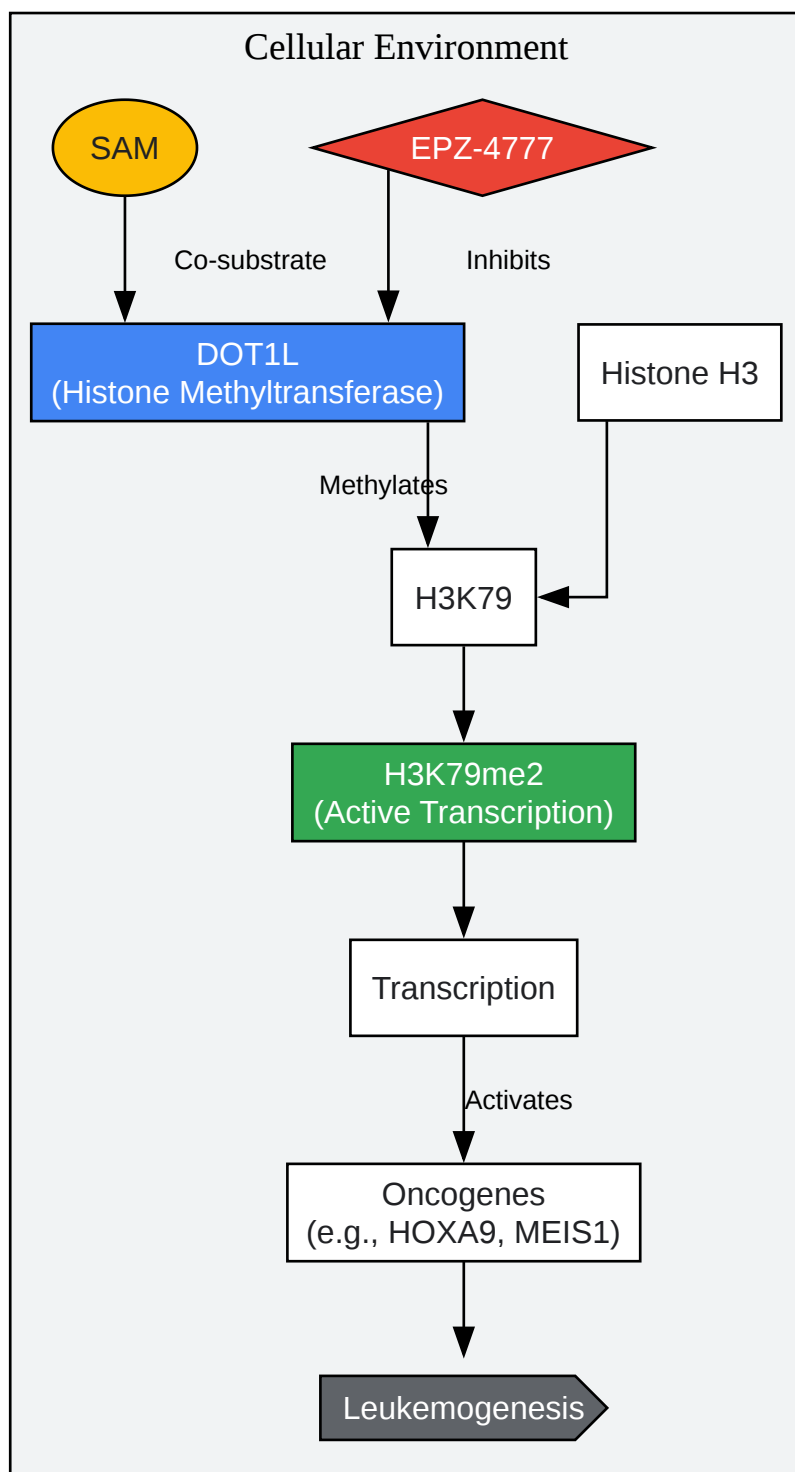 Cellular Environment
SAM
EPZ-4777
Co-substrate
Inhibits
DOT1L
(Histone Methyltransferase)
Histone H3
Methylates
H3K79
H3K79me2
(Active Transcription)
Transcription
Activates
Oncogenes
(e.g., HOXA9, MEIS1)
Leukemogenesis